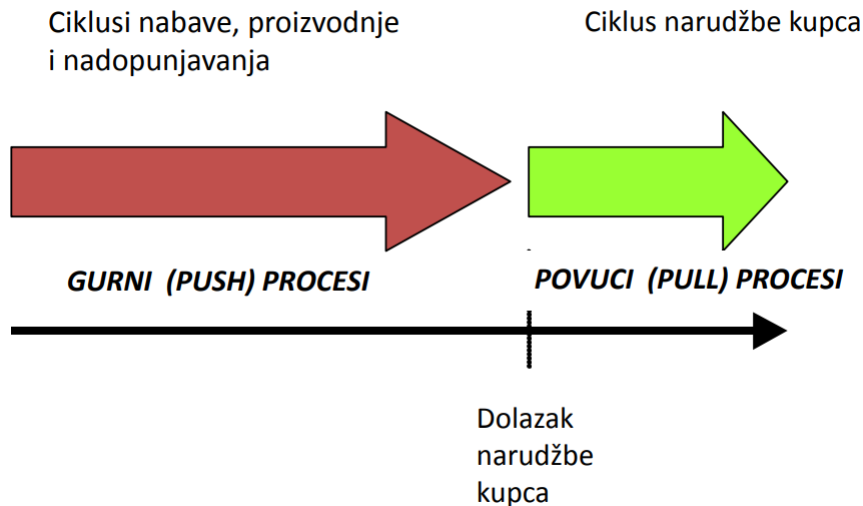 Ciklusi nabave, proizvodnje
i nadopunjavanja
Ciklus narudžbe kupca
GURNI (PUSH) PROCESI
POVUCI (PULL) PROCESI
Dolazak
narudžbe
kupca